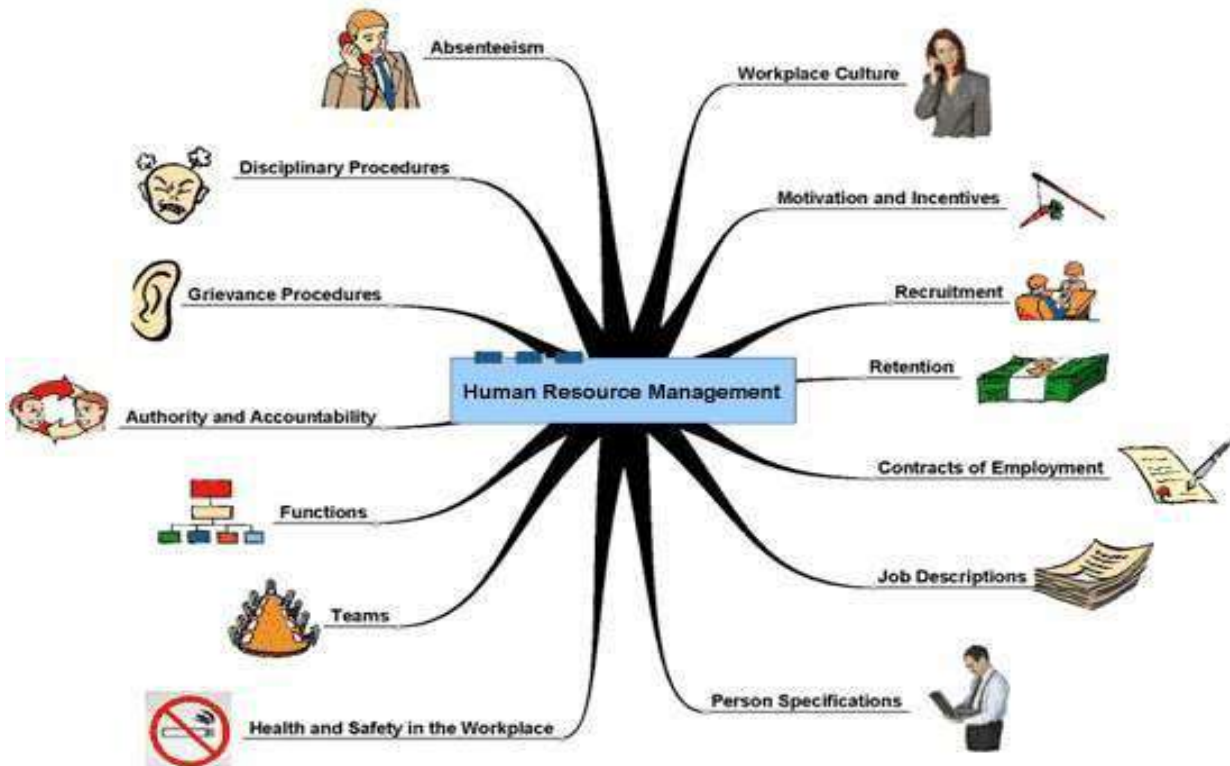 Absenteeism
Workplace Culture
Disciplinary Procedures
Motivation and Incentives
Grievance Procedures
Recruitment
Human Resource Management
Retention
Authority and Accountability
Contracts of Employment
Functions
Job Descriptions
Teams
Person Specifications
Health and Safety in the Workplace